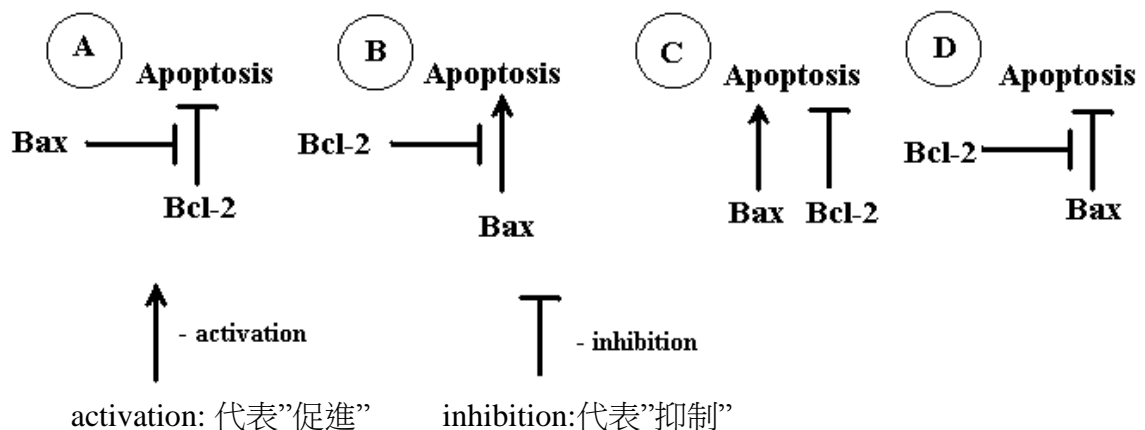 A
B
C
D
Apoptosis
Apoptosis
Apoptosis
Apoptosis
Bax
Bcl-2
Bcl-2
Bcl-2
Bax
Bax
Bcl-2
Bax
- activation
- inhibition
activation: 代表”促進”
inhibition:代表”抑制”